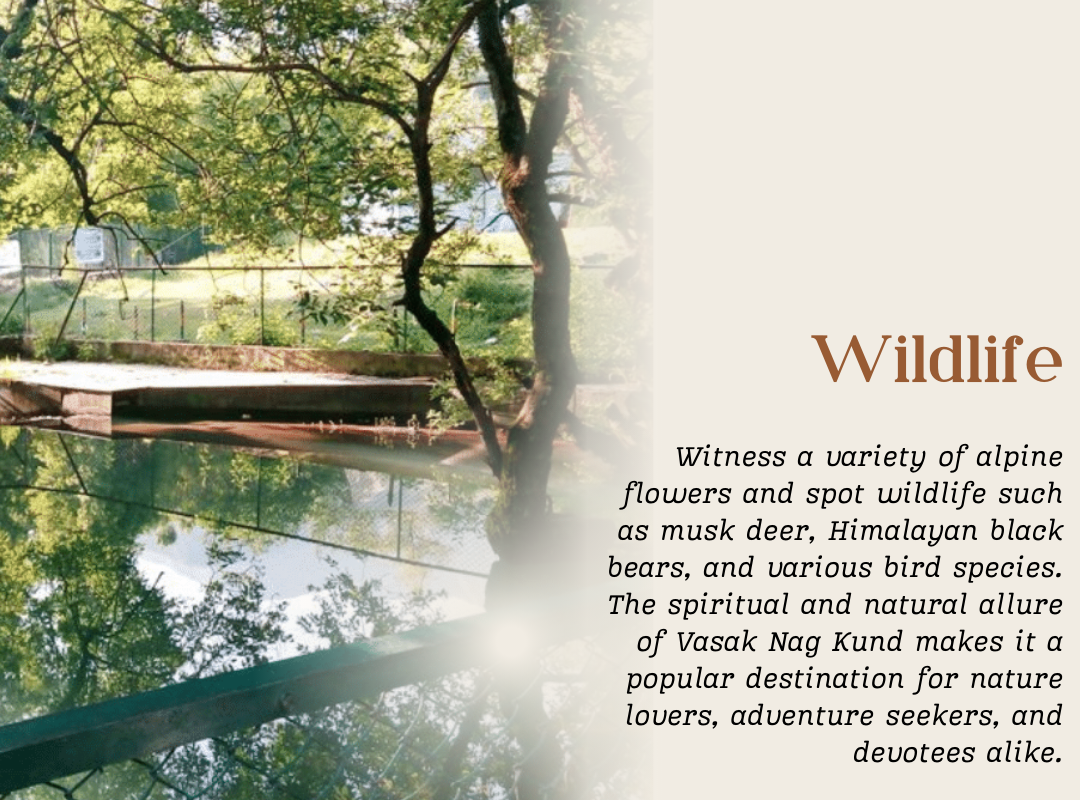 Wildlife
Witness a variety of alpine
flowers and spot wildlife such
as musk deer, Himalayan black
bears, and various bird species.
The spiritual and natural allure
of Vasak Nag Kund makes it a
popular destination for nature
lovers, adventure seekers, and
devotees alike.